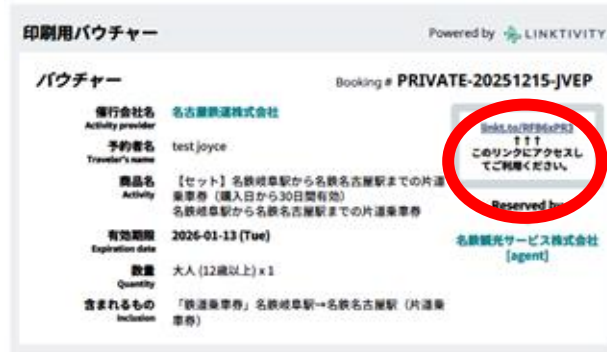 印刷用バウチャー
Powered by LINKTIVITY
バウチャー
Booking # PRIVATE-20251215-JVEP
催行会社名 名古屋鉄道株式会社
Activity provider
予約者名 test joyce
Traveler's name
商品名 【セット】名鉄岐阜駅から名鉄名古屋駅までの片道
Activity 乗車券（購入日から30日間有効）
名鉄岐阜駅から名鉄名古屋駅までの片道乗車券
有効期限 2026-01-13 (Tue)
Expiration date
数量 大人 (12歳以上) x 1
Quantity
含まれるもの 「鉄道乗車券」名鉄岐阜駅→名鉄名古屋駅（片道乗
Inclusion 車券）
linkt.to/RFB6xPR3
↑↑↑
このリンクにアクセスし
てご利用ください。
Reserved by
名鉄観光サービス株式会社
[agent]